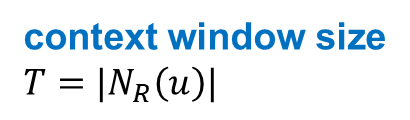 context window size
𝑇 = |𝑁_𝑅(𝑢)|